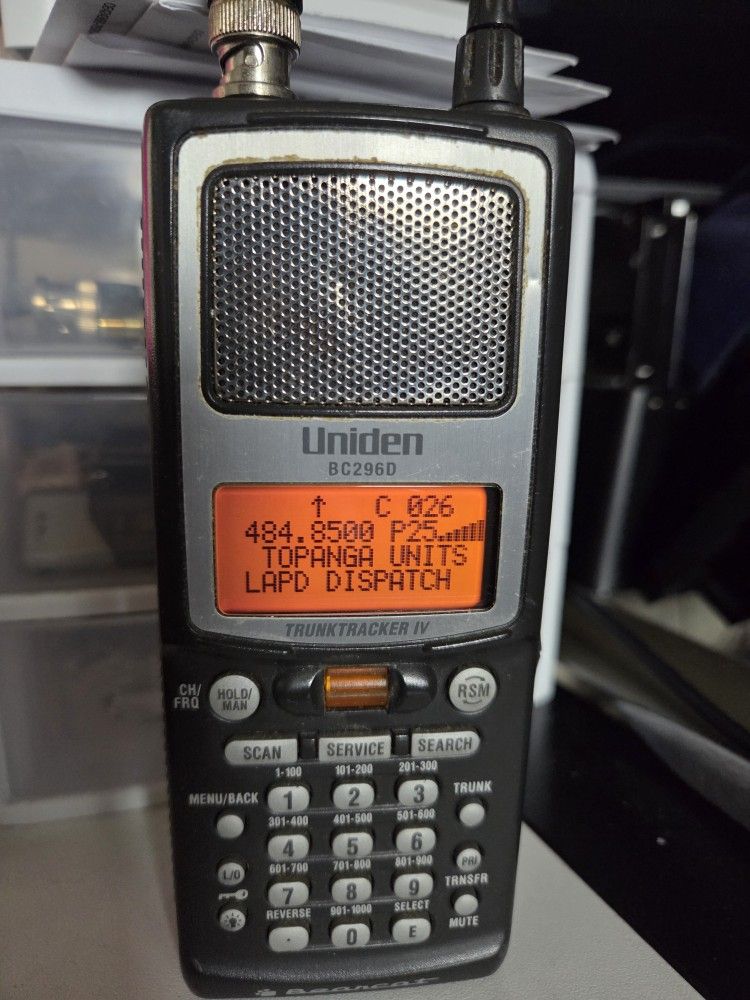 Uniden
BC296D
↑ C 026
484.8500 P25
TOPANGA UNITS
LAPD DISPATCH
TRUNKTRACKER IV
CH/
FRQ
HOLD/
MAN
RSM
SCAN SERVICE SEARCH
1-100 101-200 201-300
MENU/BACK 1 2 3 TRUNK
301-400 401-500 501-600
4 5 6
601-700 701-800 801-900
L/O PRI
7 8 9 TRNSFR
REVERSE 901-1000 SELECT
. 0 E MUTE
Bearcat